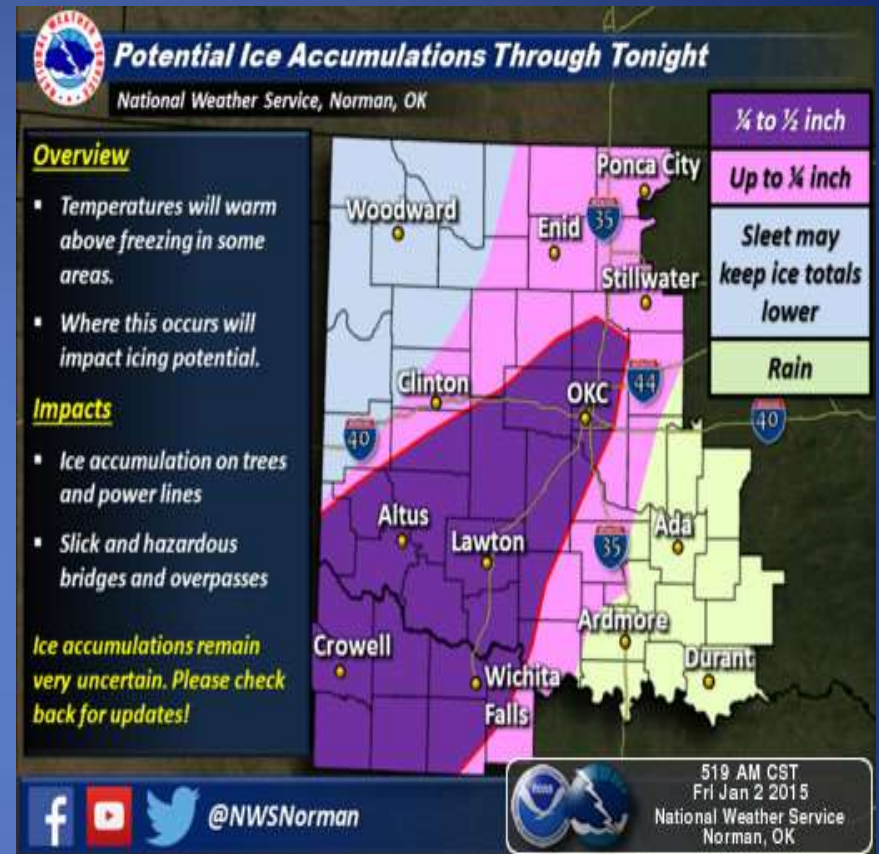 NATIONAL WEATHER SERVICE
Potential Ice Accumulations Through Tonight
National Weather Service, Norman, OK
Overview
▪ Temperatures will warm
above freezing in some
areas.
▪ Where this occurs will
impact icing potential.
Impacts
▪ Ice accumulation on trees
and power lines
▪ Slick and hazardous
bridges and overpasses
Ice accumulations remain
very uncertain. Please check
back for updates!
¼ to ½ inch
Up to ¼ inch
Sleet may
keep ice totals
lower
Rain
Ponca City
Woodward
Enid
35
Stillwater
Clinton
OKC
44
40
40
Altus
Lawton
35
Ada
Ardmore
Crowell
Durant
Wichita
Falls
@NWSNorman
519 AM CST
Fri Jan 2 2015
National Weather Service
Norman, OK